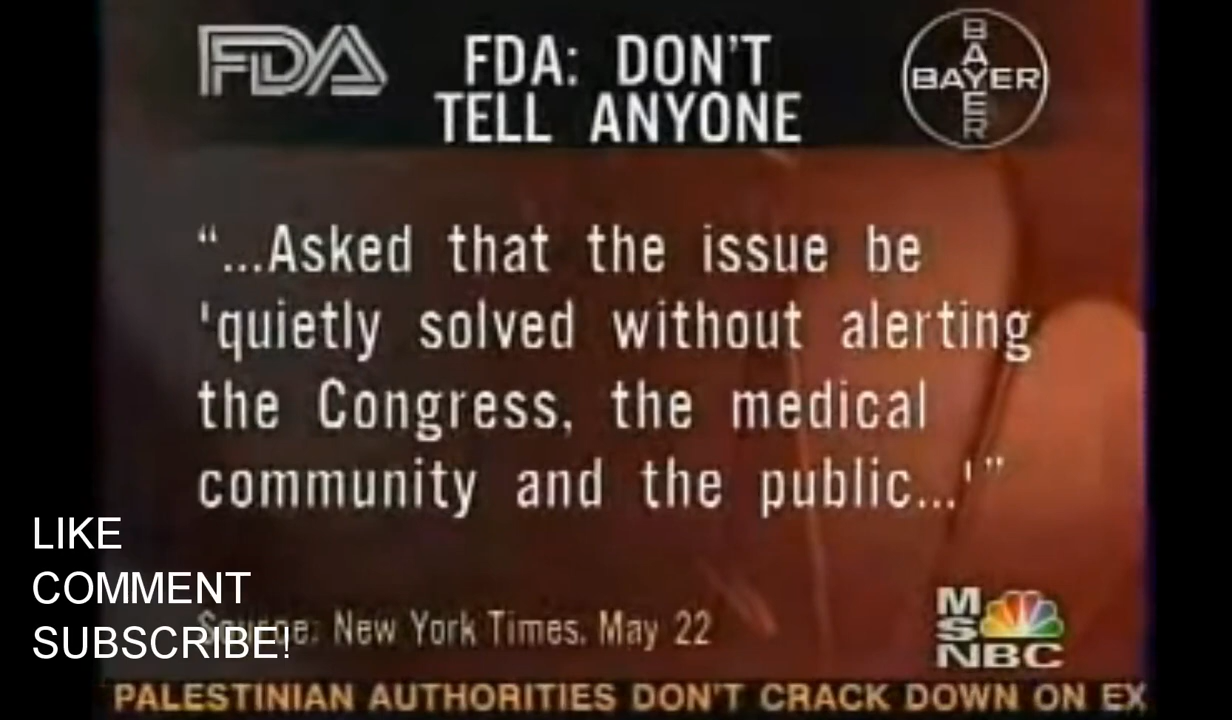 FDA
FDA: DON'T
TELL ANYONE
BAYER
BAYER
"...Asked that the issue be
'quietly solved without alerting
the Congress, the medical
community and the public...'"
LIKE
COMMENT
SUBSCRIBE!
Source: New York Times, May 22
MSNBC
PALESTINIAN AUTHORITIES DON'T CRACK DOWN ON EX